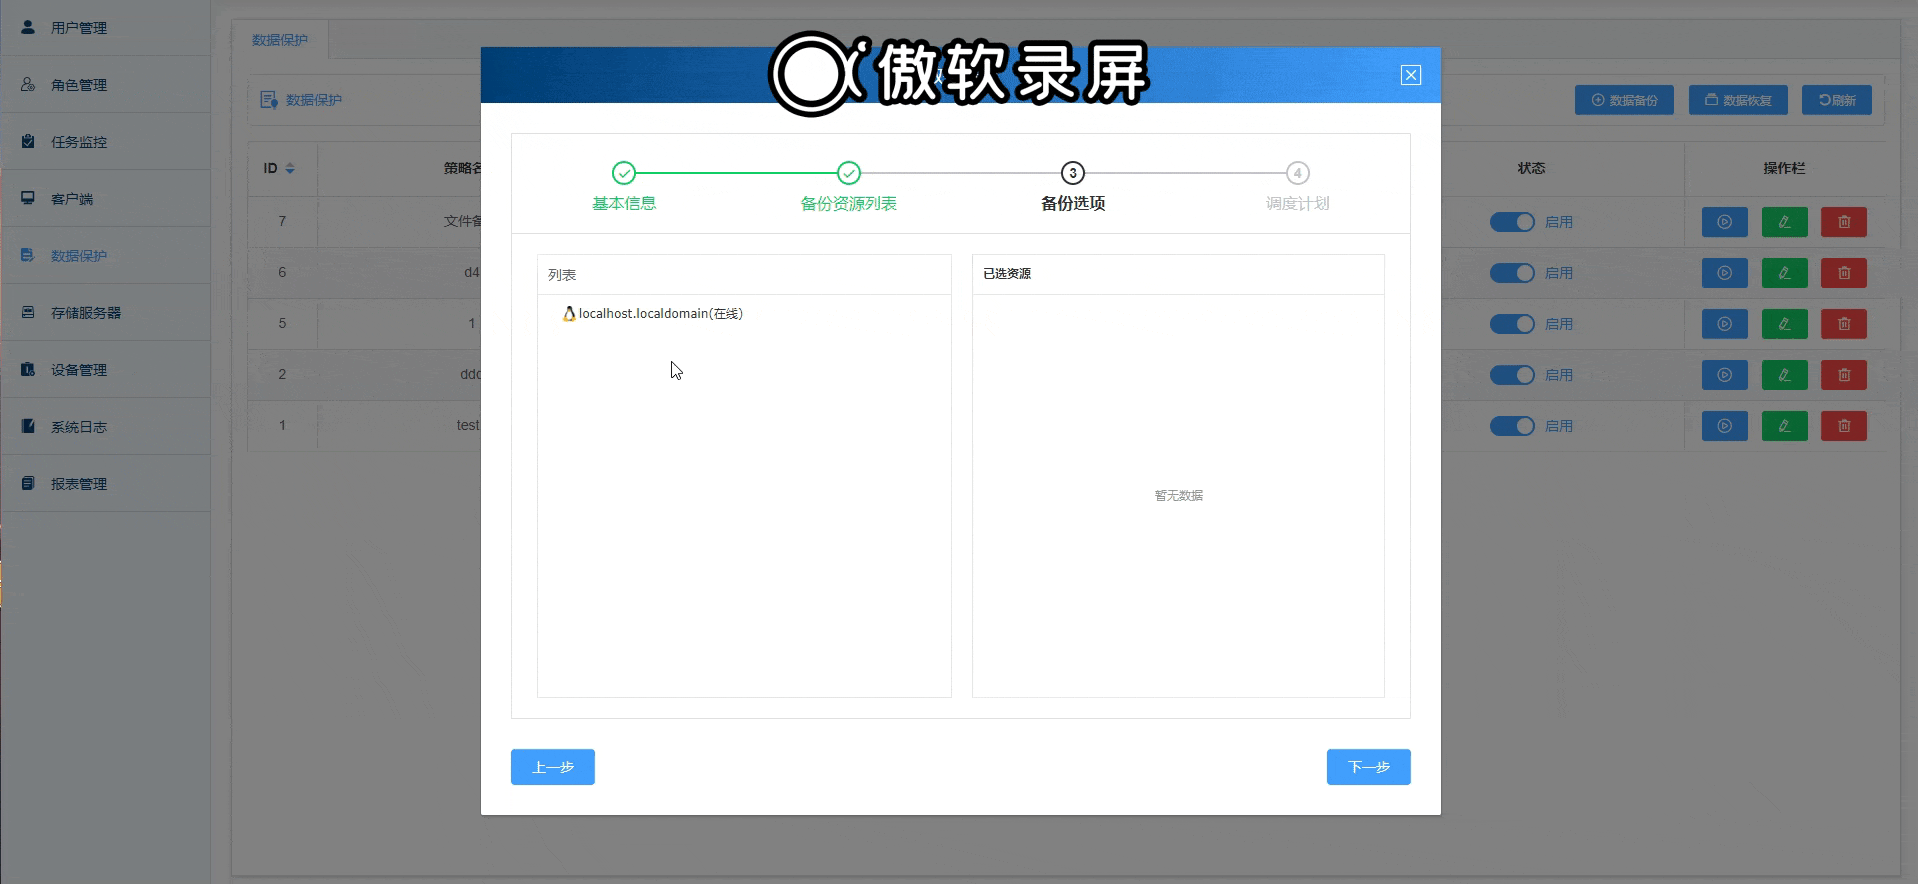 用户管理
角色管理
任务监控
客户端
数据保护
存储服务器
设备管理
系统日志
报表管理
数据保护
数据保护
数据备份
数据恢复
刷新
傲软录屏
ID
策略名
状态
操作栏
7
文件备
启用
6
d4
启用
5
1
启用
2
ddd
启用
1
test
启用
基本信息
备份资源列表
3
备份选项
4
调度计划
列表
localhost.localdomain(在线)
已选资源
暂无数据
上一步
下一步